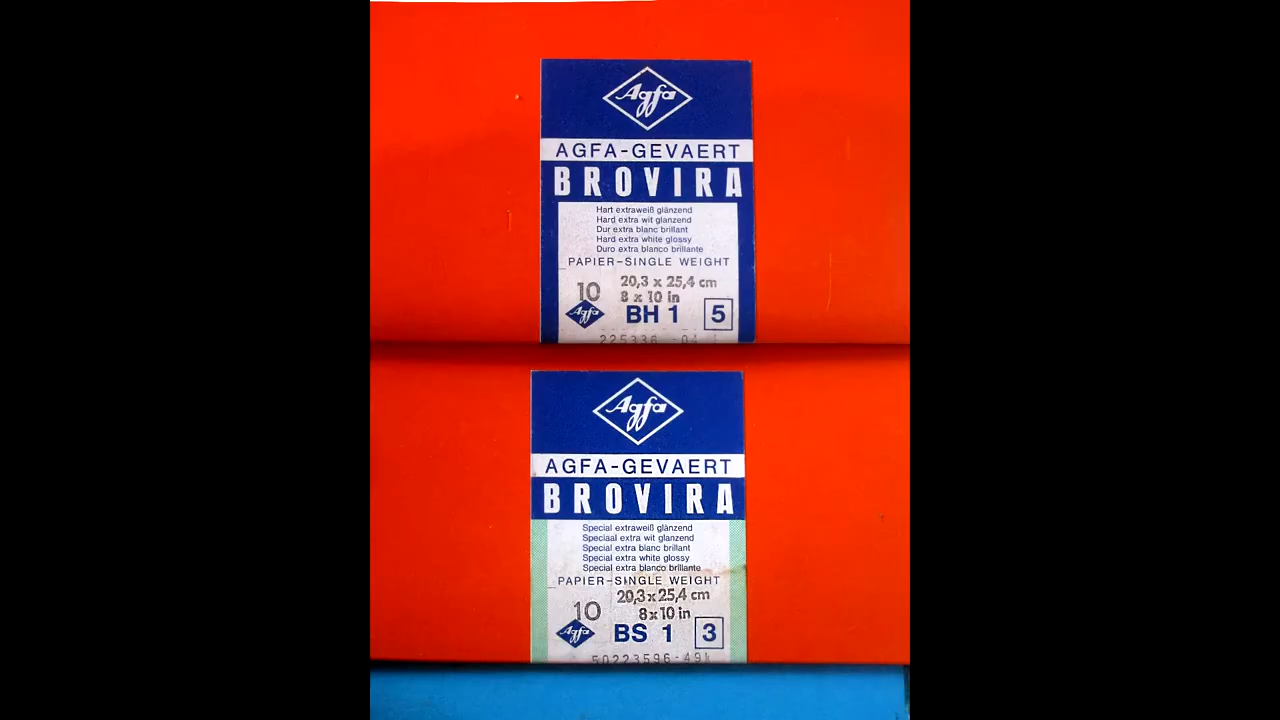 Agfa
AGFA-GEVAERT
BROVIRA
Hart extraweiß glänzend
Hard extra wit glanzend
Dur extra blanc brillant
Hard extra white glossy
Duro extra blanco brillante
PAPIER-SINGLE WEIGHT
10 20,3 x 25,4 cm
8 x 10 in
Agfa BH 1 5
Agfa
AGFA-GEVAERT
BROVIRA
Special extraweiß glänzend
Speciaal extra wit glanzend
Special extra blanc brillant
Special extra white glossy
Special extra blanco brillante
PAPIER-SINGLE WEIGHT
10 20,3x25,4 cm
8x10 in
Agfa BS 1 3
50223596-49k